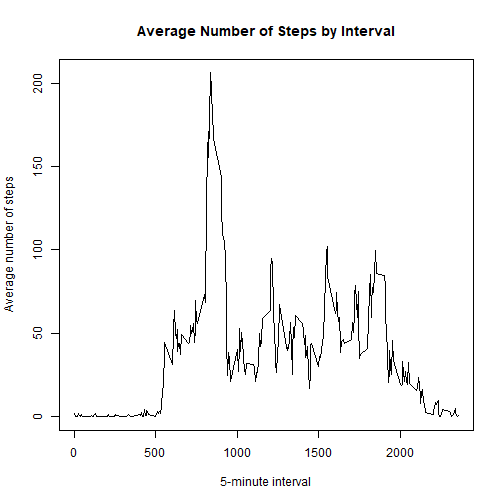 Average Number of Steps by Interval
Average number of steps
200
150
100
50
0
0 500 1000 1500 2000
5-minute interval